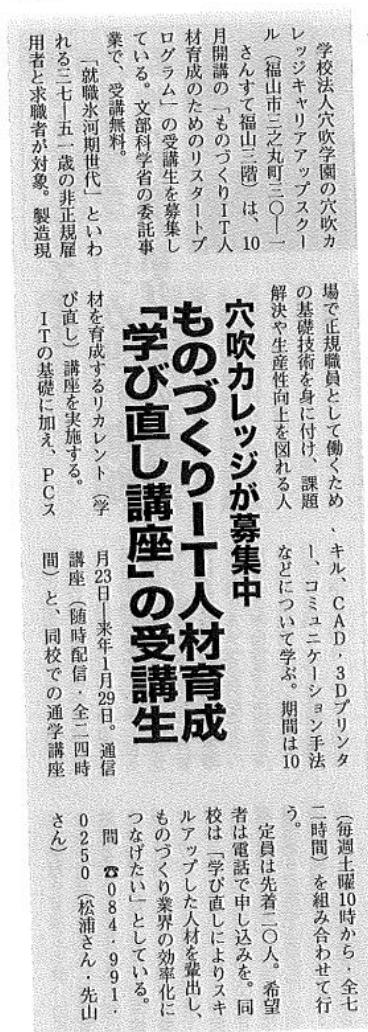 穴吹カレッジが募集中
ものづくりIT人材育成
「学び直し講座」の受講生
学校法人穴吹学園の穴吹カ
レッジキャリアアップスクー
ル（福山市三之丸町三〇―一
さんすて福山三階）は、10
月開講の「ものづくりIT人
材育成のためのリスタートプ
ログラム」の受講生を募集し
ている。文部科学省の委託事
業で、受講無料。
「就職氷河期世代」といわ
れる三七―五一歳の非正規雇
用者と求職者が対象。製造現
場で正規職員として働くため
の基礎技術を身に付け、課題
解決や生産性向上を図れる人
材を育成するリカレント（学
び直し）講座を実施する。
ITの基礎に加え、PCス
キル、CAD・3Dプリンタ
ー、コミュニケーション手法
などについて学ぶ。期間は10
月23日―来年1月29日。通信
講座（随時配信・全二四時
間）と、同校での通学講座
（毎週土曜10時から・全七
二時間）を組み合わせて行
う。
定員は先着二〇人。希望
者は電話で申し込みを。同
校は「学び直しによりスキ
ルアップした人材を輩出し、
ものづくり業界の効率化に
つなげたい」としている。
問　☎084・991・
0250（松浦さん・先山
さん）